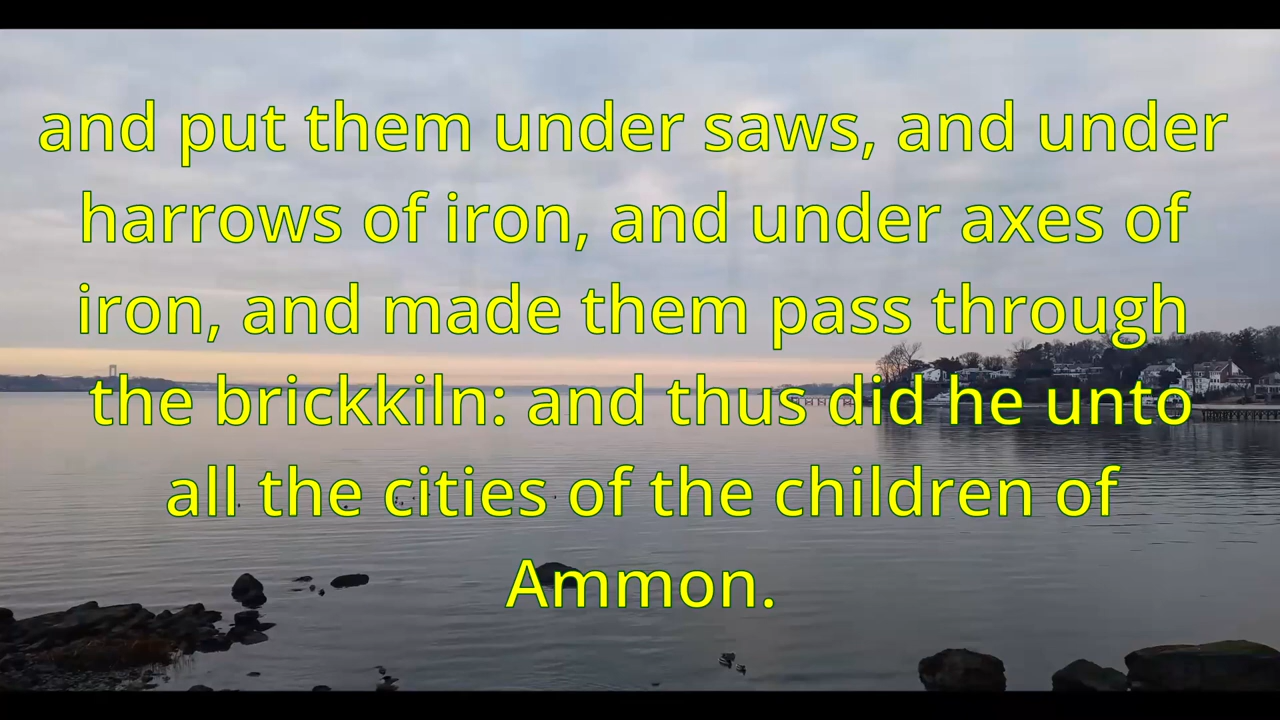 and put them under saws, and under
harrows of iron, and under axes of
iron, and made them pass through
the brickkiln: and thus did he unto
all the cities of the children of
Ammon.